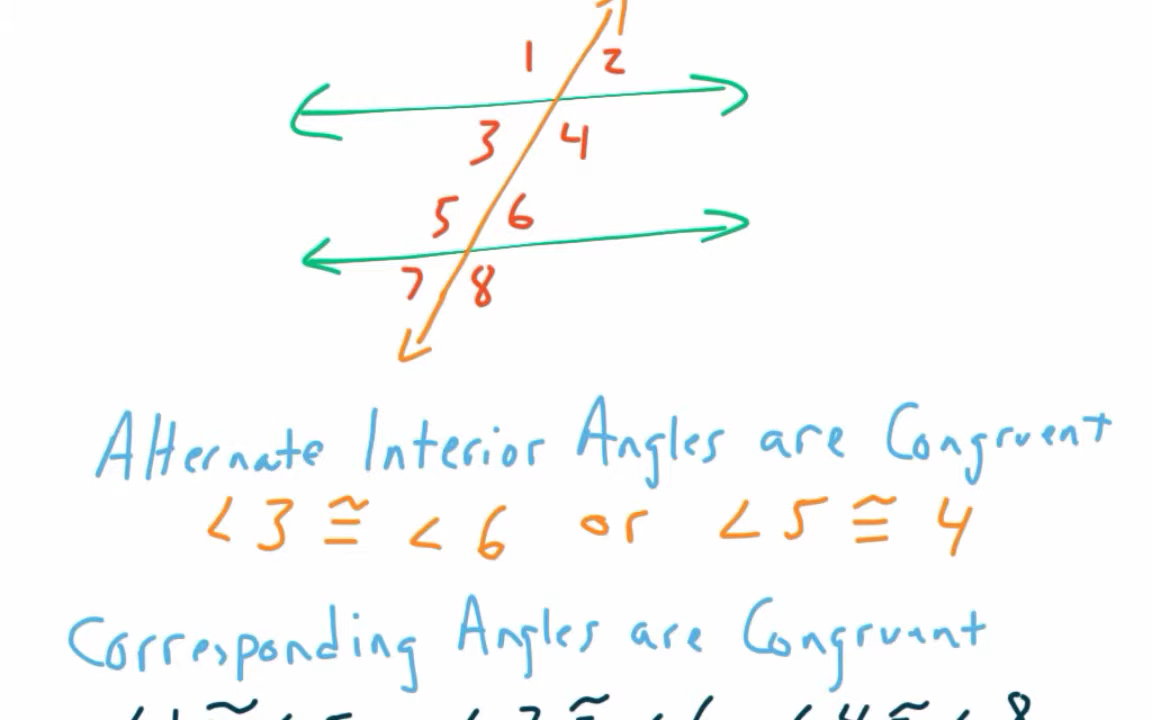 1 2
3 4
5 6
7 8
Alternate Interior Angles are Congruent
<3 ≅ <6 or <5 ≅ 4
Corresponding Angles are Congruant